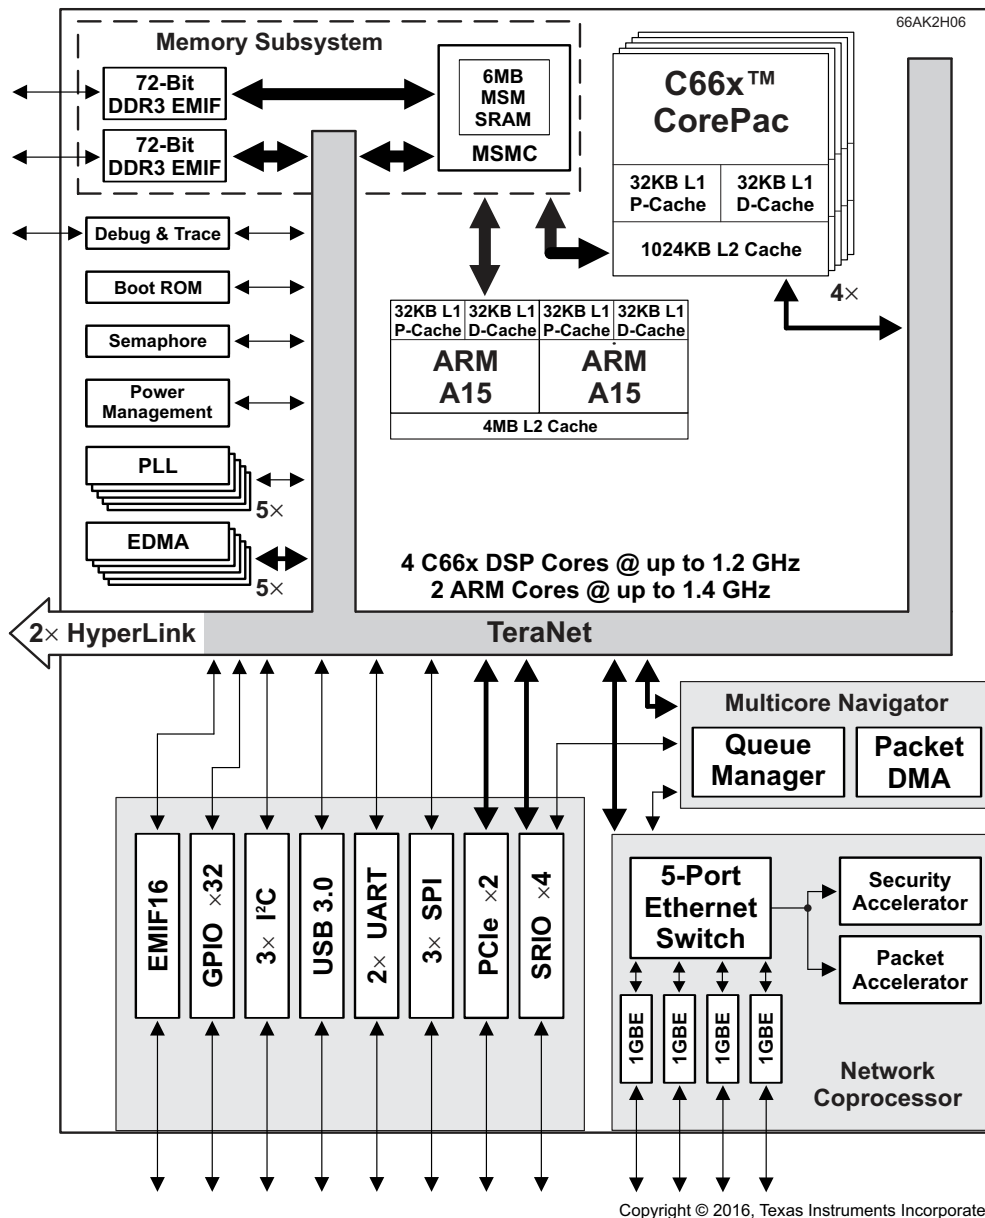 66AK2H06
Memory Subsystem
72-Bit
DDR3 EMIF
72-Bit
DDR3 EMIF
6MB
MSM
SRAM
MSMC
C66x™
CorePac
32KB L1
P-Cache
32KB L1
D-Cache
1024KB L2 Cache
4×
Debug & Trace
Boot ROM
Semaphore
Power
Management
PLL
5×
EDMA
5×
32KB L1
P-Cache
32KB L1
D-Cache
32KB L1
P-Cache
32KB L1
D-Cache
ARM
A15
ARM
A15
4MB L2 Cache
4 C66x DSP Cores @ up to 1.2 GHz
2 ARM Cores @ up to 1.4 GHz
2× HyperLink
TeraNet
Multicore Navigator
Queue
Manager
Packet
DMA
EMIF16
GPIO ×32
3× I²C
USB 3.0
2× UART
3× SPI
PCIe ×2
SRIO ×4
5-Port
Ethernet
Switch
Security
Accelerator
Packet
Accelerator
1GBE
1GBE
1GBE
1GBE
Network
Coprocessor
Copyright © 2016, Texas Instruments Incorporate